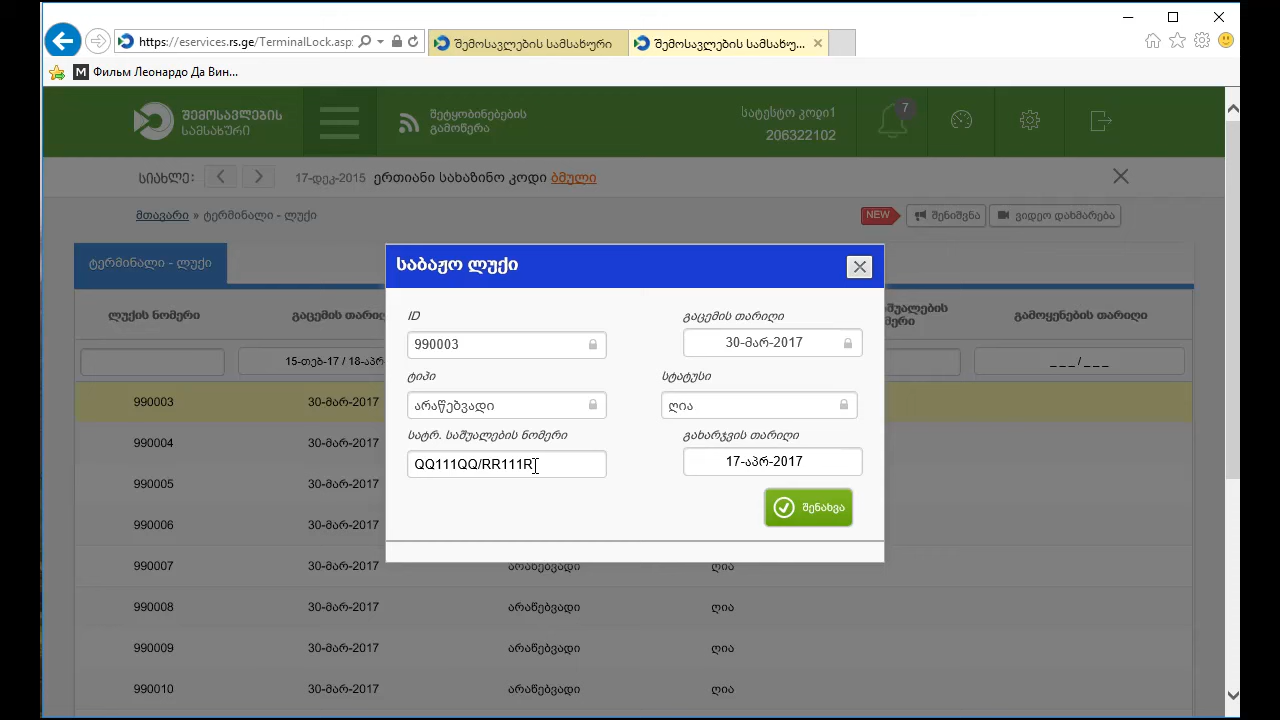 https://eservices.rs.ge/TerminalLock.asp
შემოსავლების სამსახური
შემოსავლების სამსახუ...
M Фильм Леонардо Да Вин...
შემოსავლების
სამსახური
შეტყობინებების
გამოწერა
სატესტო კოდი1
206322102
7
სიახლე:
17-დეკ-2015 ერთიანი სახაზინო კოდი ბმული
მთავარი » ტერმინალი - ლუქი
NEW
შენიშვნა
ვიდეო დახმარება
ტერმინალი - ლუქი
საბაჟო ლუქი
ლუქის ნომერი
გაცემის თარიღ
შუალების
მერი
გამოყენების თარიღი
15-თებ-17 / 18-აპრ
_ _ _ / _ _ _
ID
990003
გაცემის თარიღი
30-მარ-2017
ტიპი
არაწებვადი
სტატუსი
ღია
სატრ. საშუალების ნომერი
QQ111QQ/RR111R
გახარჯვის თარიღი
17-აპრ-2017
შენახვა
990003 30-მარ-2017
990004 30-მარ-2017
990005 30-მარ-2017
990006 30-მარ-2017
990007 30-მარ-2017 არაწებვადი ღია
990008 30-მარ-2017 არაწებვადი ღია
990009 30-მარ-2017 არაწებვადი ღია
990010 30-მარ-2017 არაწებვადი ღია